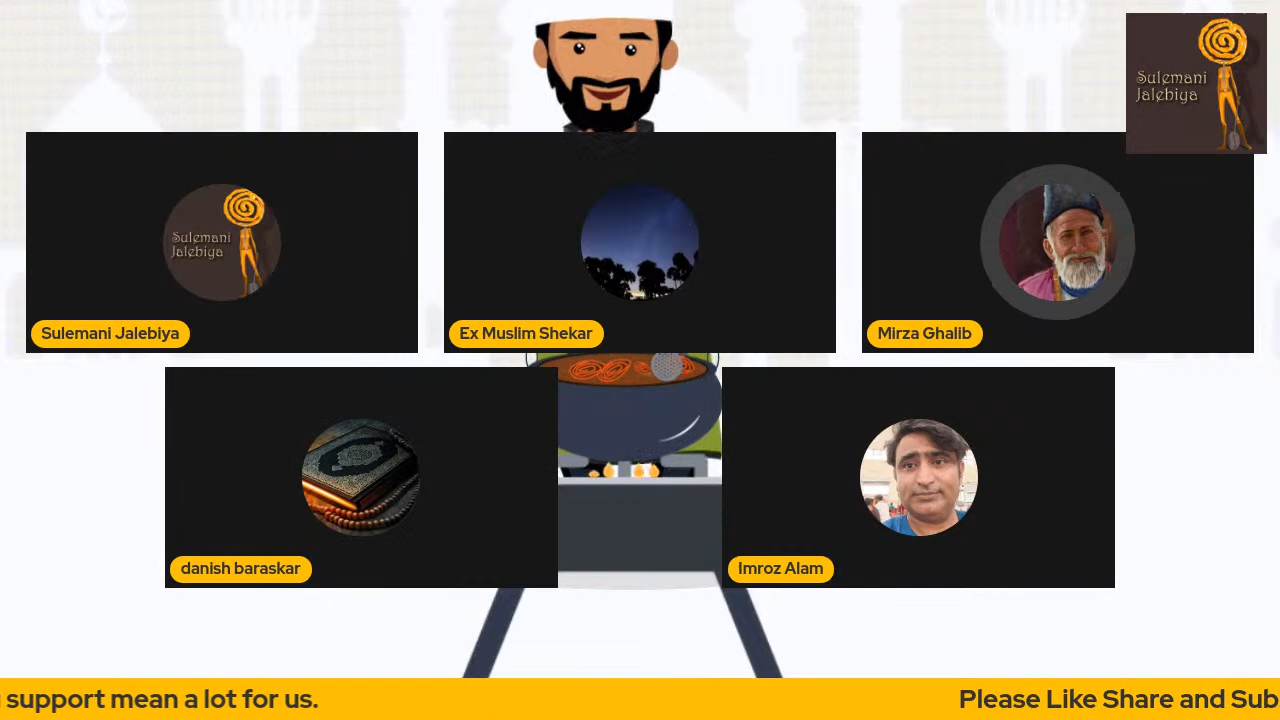 Sulemani
Jalebiya
Sulemani
Jalebiya
Sulemani Jalebiya
Ex Muslim Shekar
Mirza Ghalib
danish baraskar
Imroz Alam
support mean a lot for us.
Please Like Share and Sub